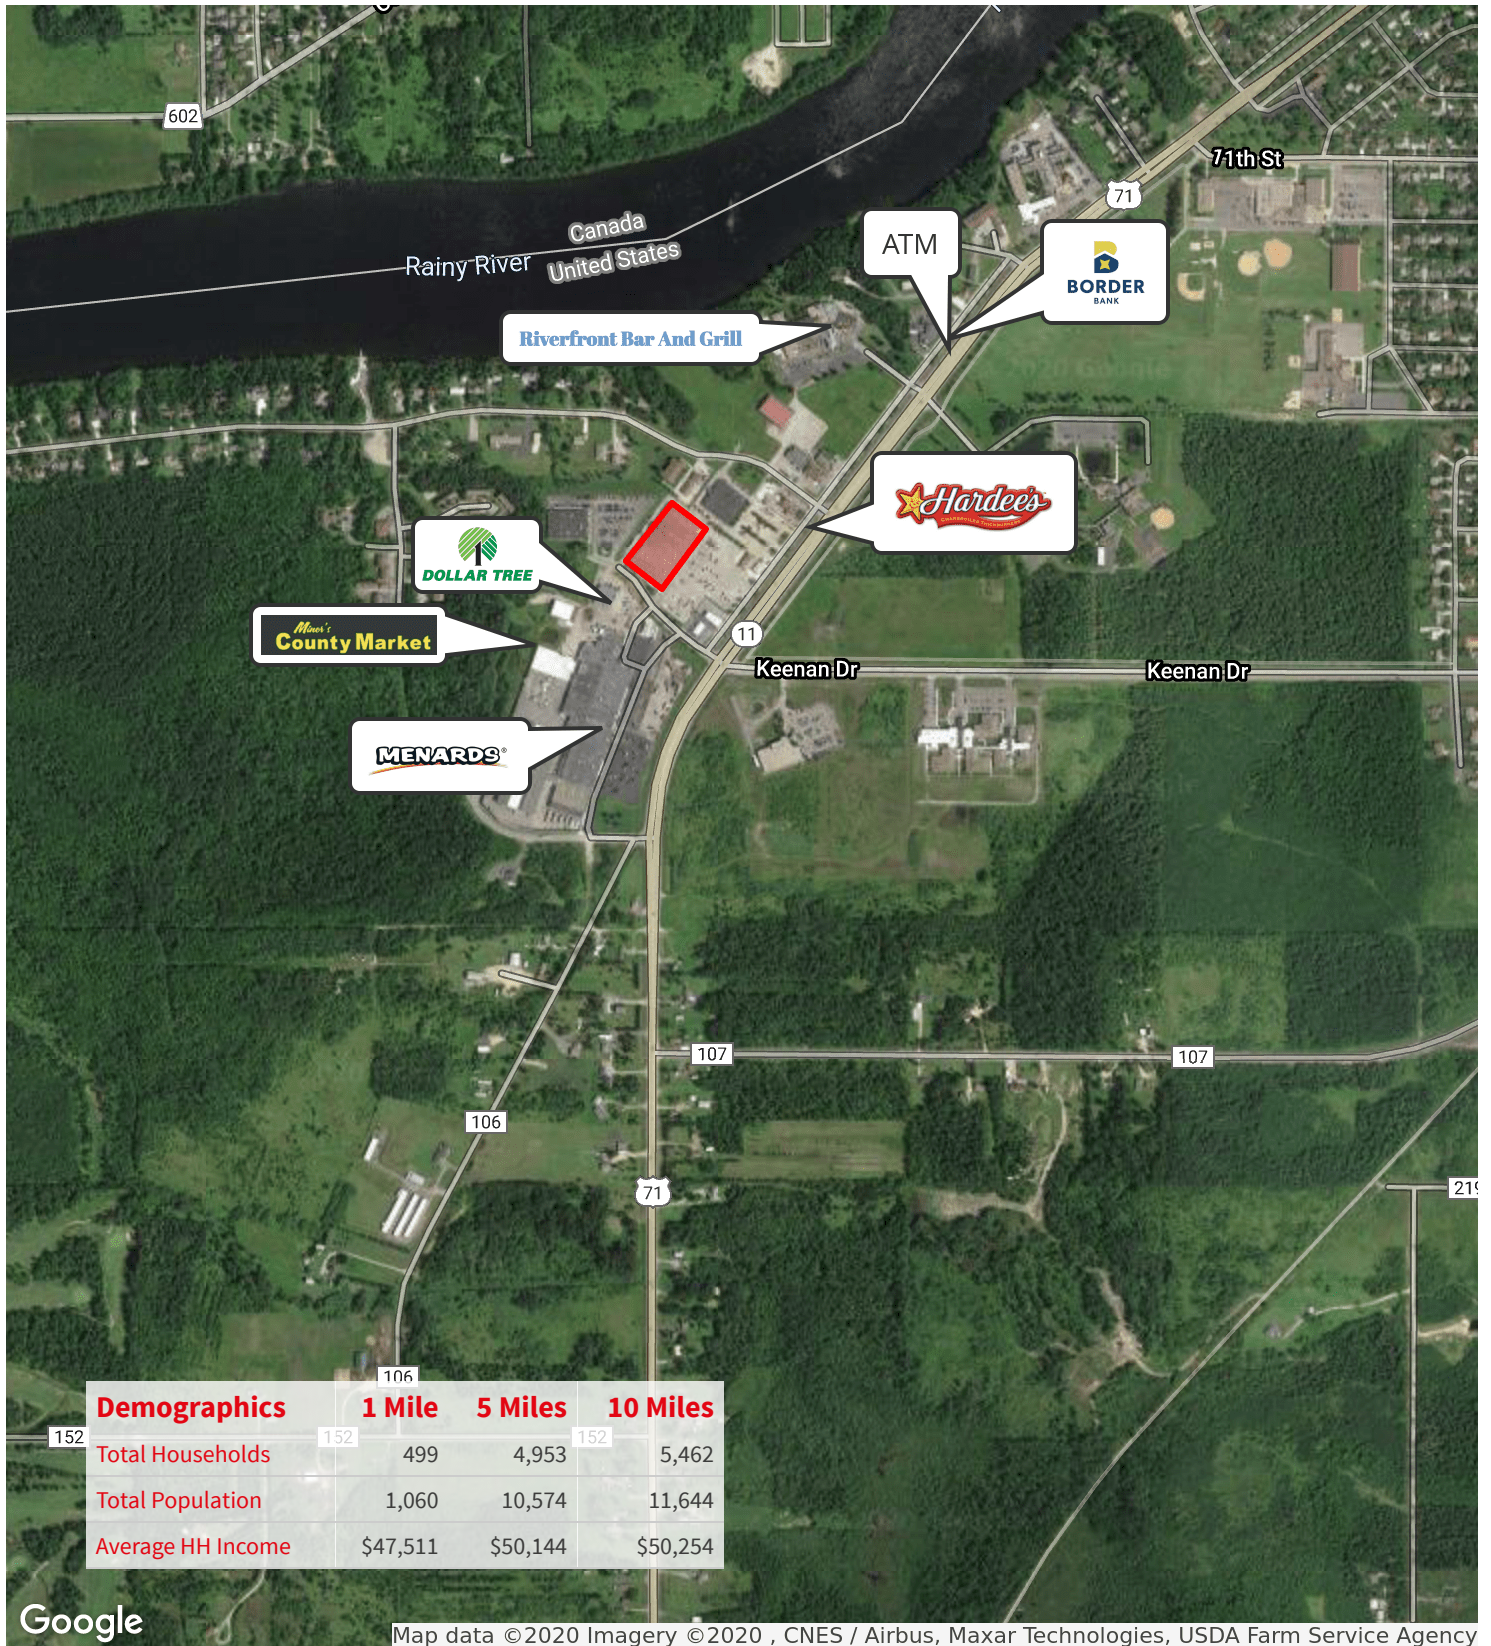 602
11th St
71
Canada
United States
Rainy River
ATM
BORDER
BANK
Riverfront Bar And Grill
Hardee's
CHARBROILED THICKBURGERS
DOLLAR TREE
Miner's
County Market
11
Keenan Dr
Keenan Dr
MENARDS®
107
107
106
71
219
106
152
152
152
Demographics 1 Mile 5 Miles 10 Miles
Total Households 499 4,953 5,462
Total Population 1,060 10,574 11,644
Average HH Income $47,511 $50,144 $50,254
Google
Map data ©2020 Imagery ©2020 , CNES / Airbus, Maxar Technologies, USDA Farm Service Agency